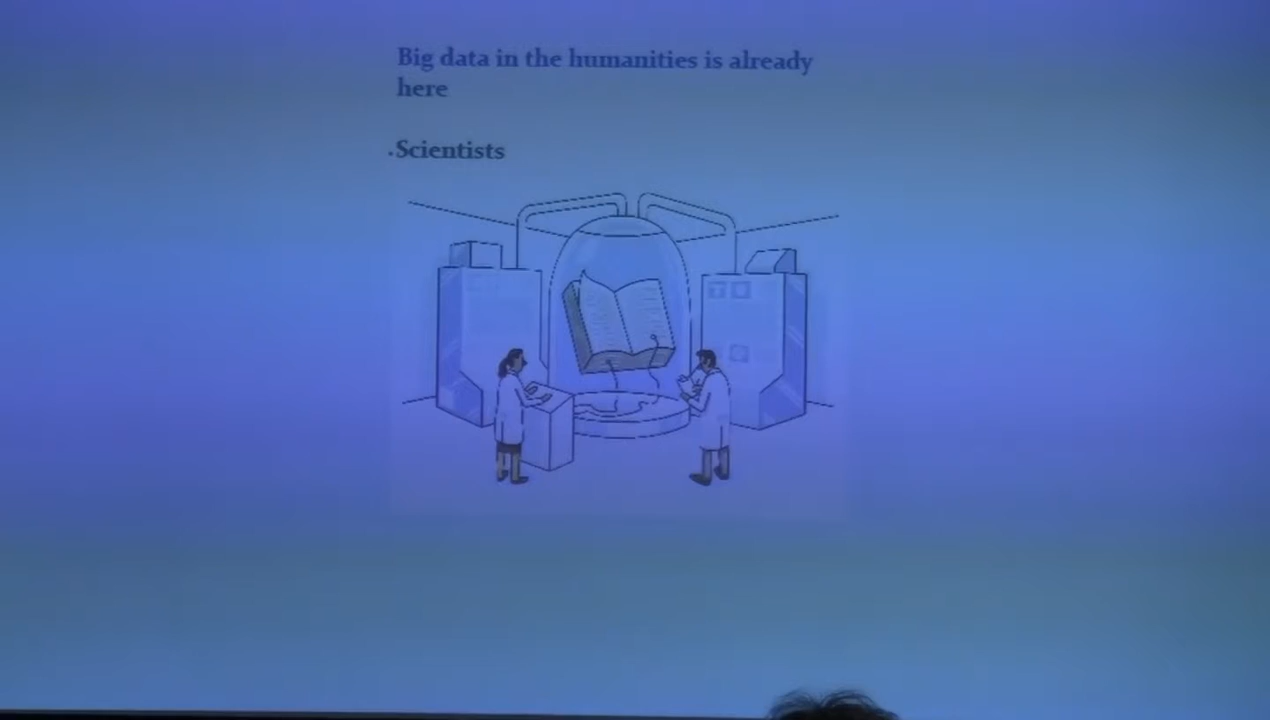 Big data in the humanities is already
here
.Scientists